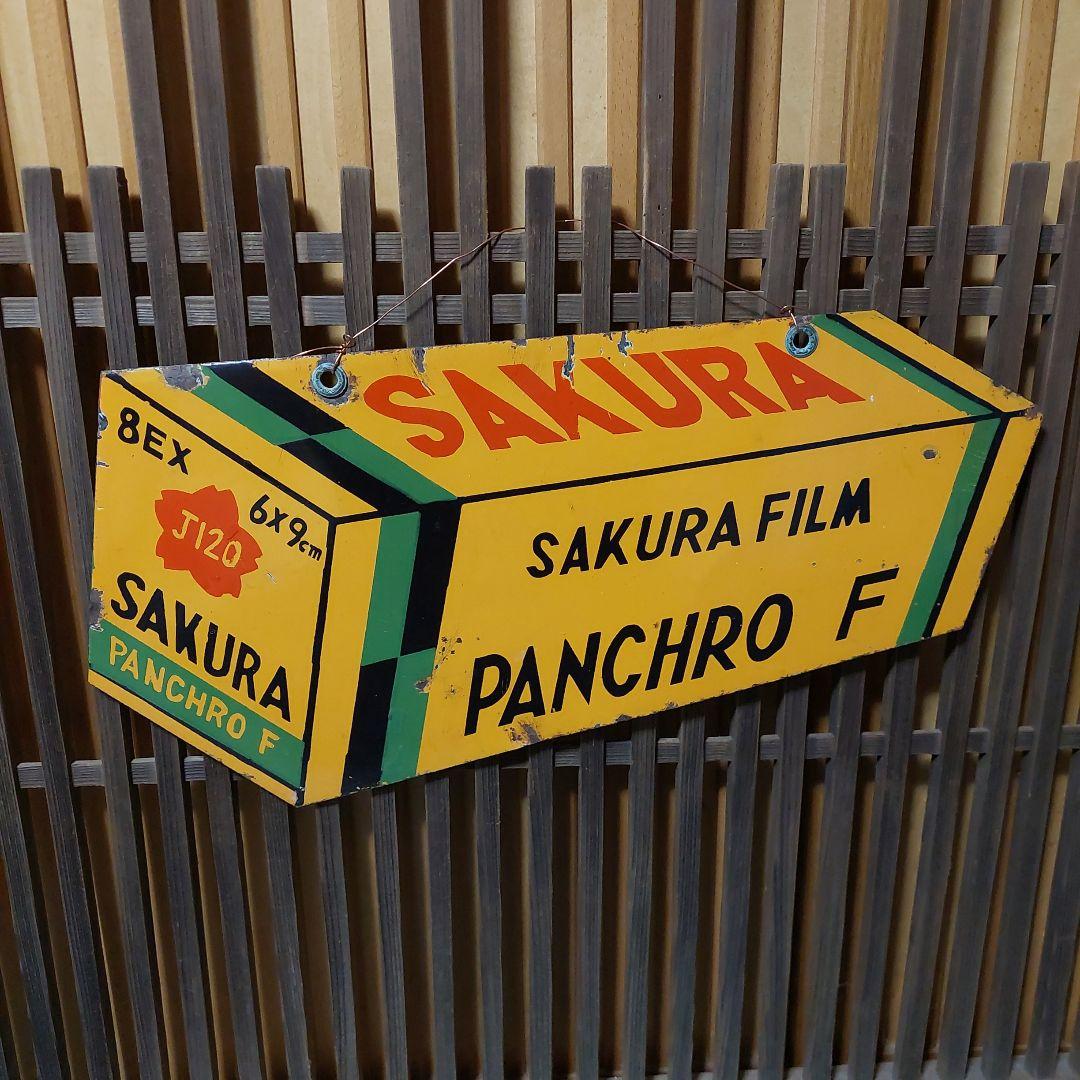 SAKURA
8EX
6X9cm
J120
SAKURA
PANCHRO F
SAKURA FILM
PANCHRO F